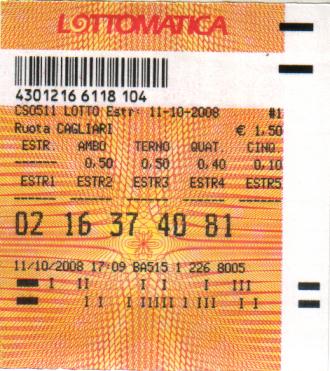 LOTTOMATICA
430121666118 104
CS0511 LOTTO Estr: 11-10-2008 #1
Ruota CAGLIARI € 1,50
ESTR AMBO TERNO QUAT CINQ
------ 0,50 0,50 0,40 0,10
ESTR1 ESTR2 ESTR3 ESTR4 ESTR5
------ ------ ------ ------ ------
02 16 37 40 81
11/10/2008 17:09 BA515 1 226 8005